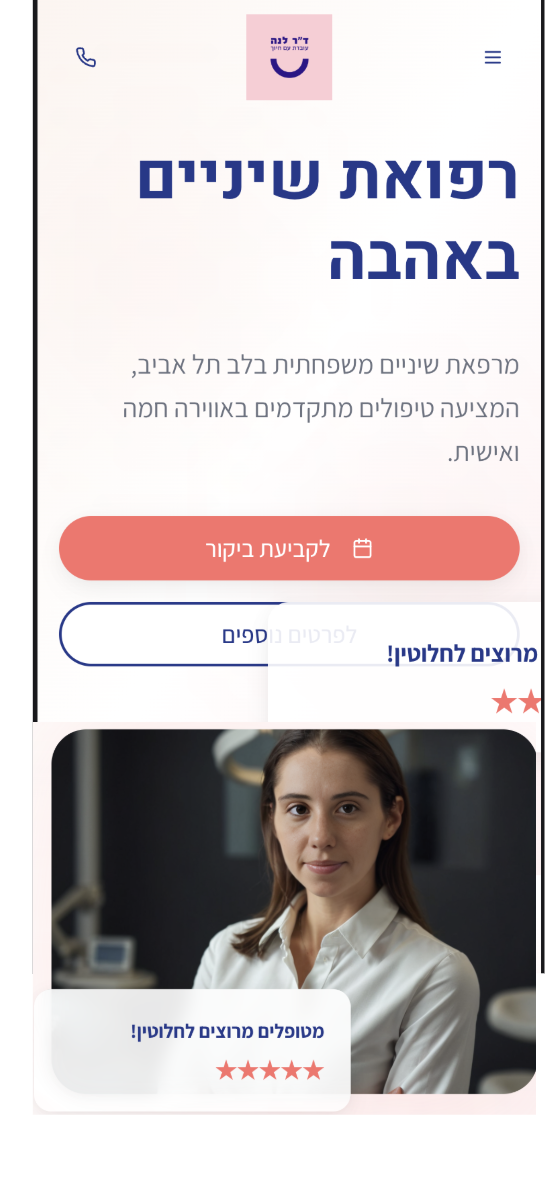 ד״ר לנה
עובדת עם חיוך
רפואת שיניים
באהבה
מרפאת שיניים משפחתית בלב תל אביב,
המציעה טיפולים מתקדמים באווירה חמה
ואישית.
לקביעת ביקור
לפרטים נוספים
מרוצים לחלוטין!
מטופלים מרוצים לחלוטין!